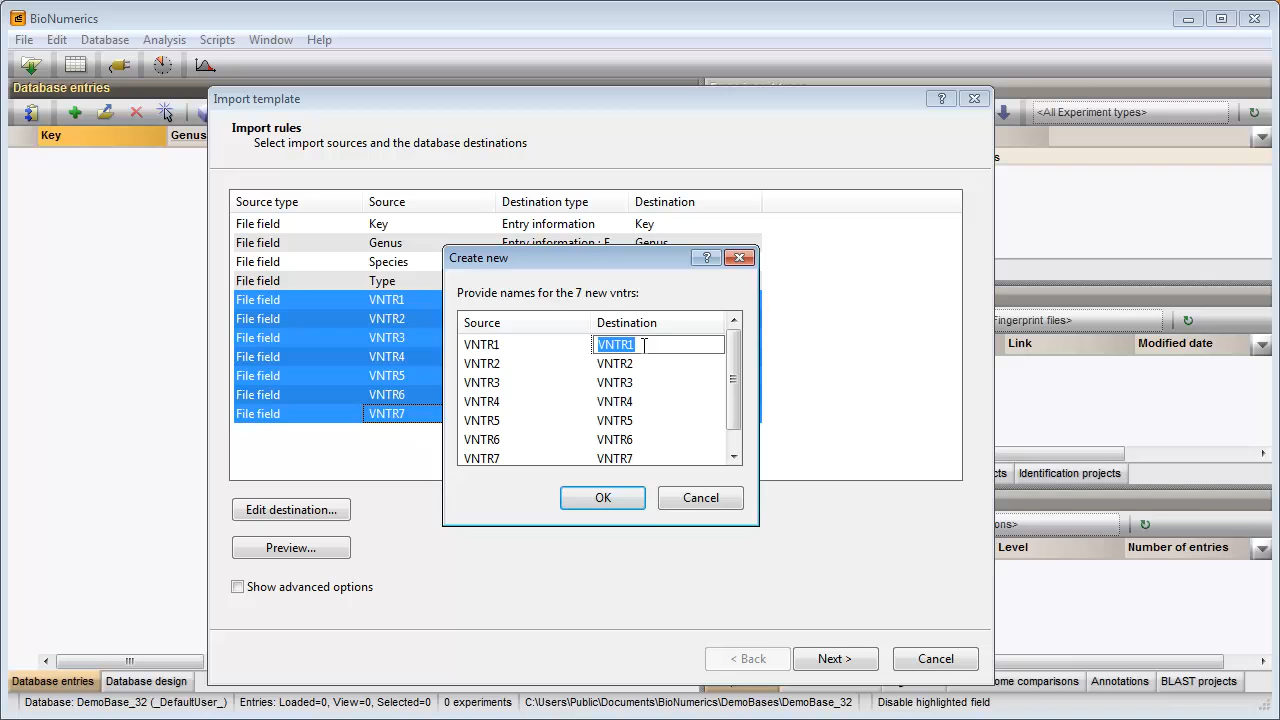 BioNumerics
File Edit Database Analysis Scripts Window Help
Database entries
<All Experiment types>
Key Genus
Import template
Import rules
Select import sources and the database destinations
Source type Source Destination type Destination
File field Key Entry information Key
File field Genus Entry information : E Genus
File field Species
File field Type
File field VNTR1
File field VNTR2
File field VNTR3
File field VNTR4
File field VNTR5
File field VNTR6
File field VNTR7
Create new
Provide names for the 7 new vntrs:
Source Destination
VNTR1 VNTR1
VNTR2 VNTR2
VNTR3 VNTR3
VNTR4 VNTR4
VNTR5 VNTR5
VNTR6 VNTR6
VNTR7 VNTR7
OK Cancel
Edit destination...
Preview...
Show advanced options
< Back Next > Cancel
Fingerprint files>
Link Modified date
Identification projects
Level Number of entries
Database entries Database design
ome comparisons Annotations BLAST projects
Database: DemoBase_32 (_DefaultUser_) Entries: Loaded=0, View=0, Selected=0 0 experiments C:\Users\Public\Documents\BioNumerics\DemoBases\DemoBase_32 Disable highlighted field